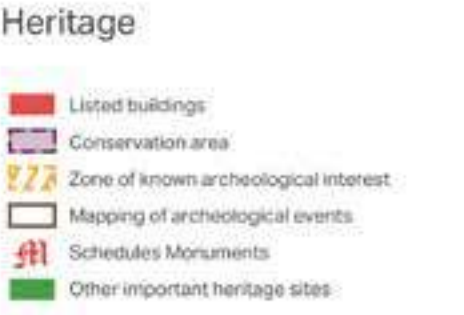 Heritage
Listed buildings
Conservation area
Zone of known archeological interest
Mapping of archeological events
M Schedules Monuments
Other important heritage sites